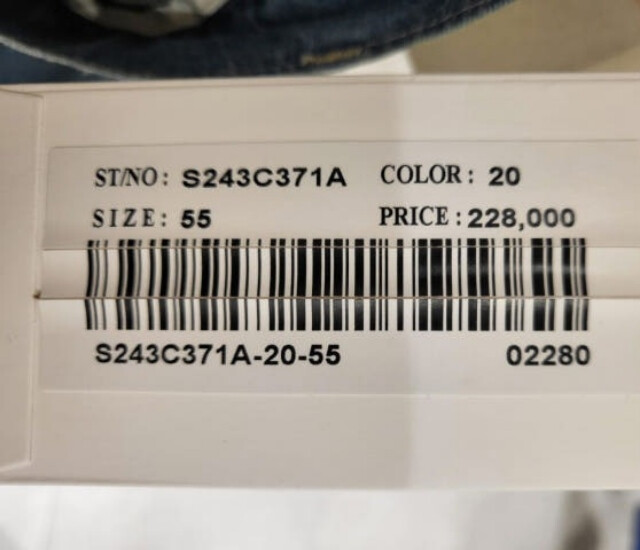 ST/NO: S243C371A COLOR: 20
SIZE: 55 PRICE: 228,000
S243C371A-20-55 02280